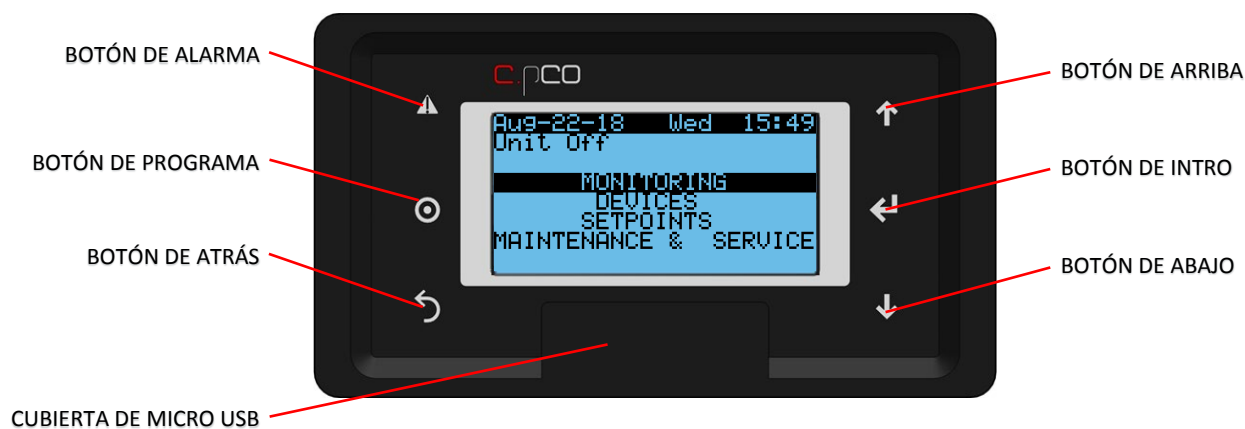 BOTÓN DE ALARMA
BOTÓN DE PROGRAMA
BOTÓN DE ATRÁS
CUBIERTA DE MICRO USB
c.pCO
Aug-22-18 Wed 15:49
Unit Off
MONITORING
DEVICES
SETPOINTS
MAINTENANCE & SERVICE
BOTÓN DE ARRIBA
BOTÓN DE INTRO
BOTÓN DE ABAJO